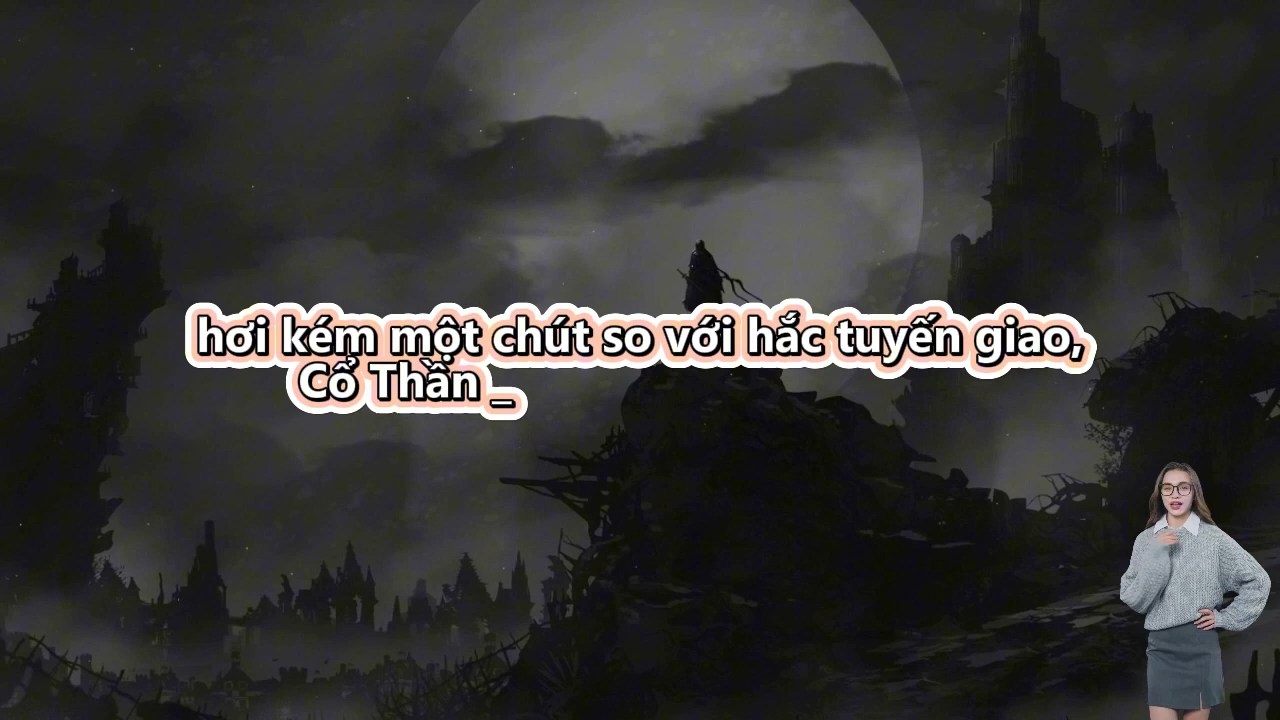 hơi kém một chút so với hắc tuyến giao,
Cổ Thần _